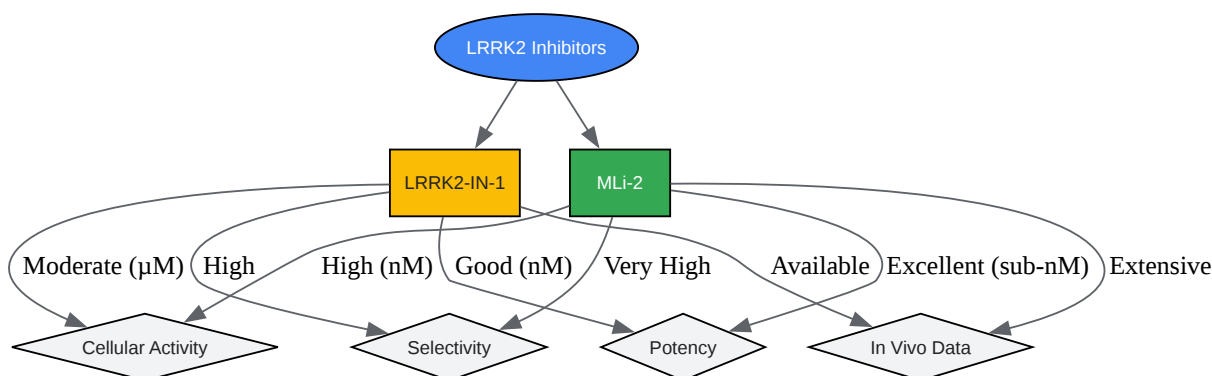 LRRK2 Inhibitors
LRRK2-IN-1
MLi-2
Moderate (µM)
High
High (nM)
Good (nM)
Very High
Available
Excellent (sub-nM)
Extensive
Cellular Activity
Selectivity
Potency
In Vivo Data